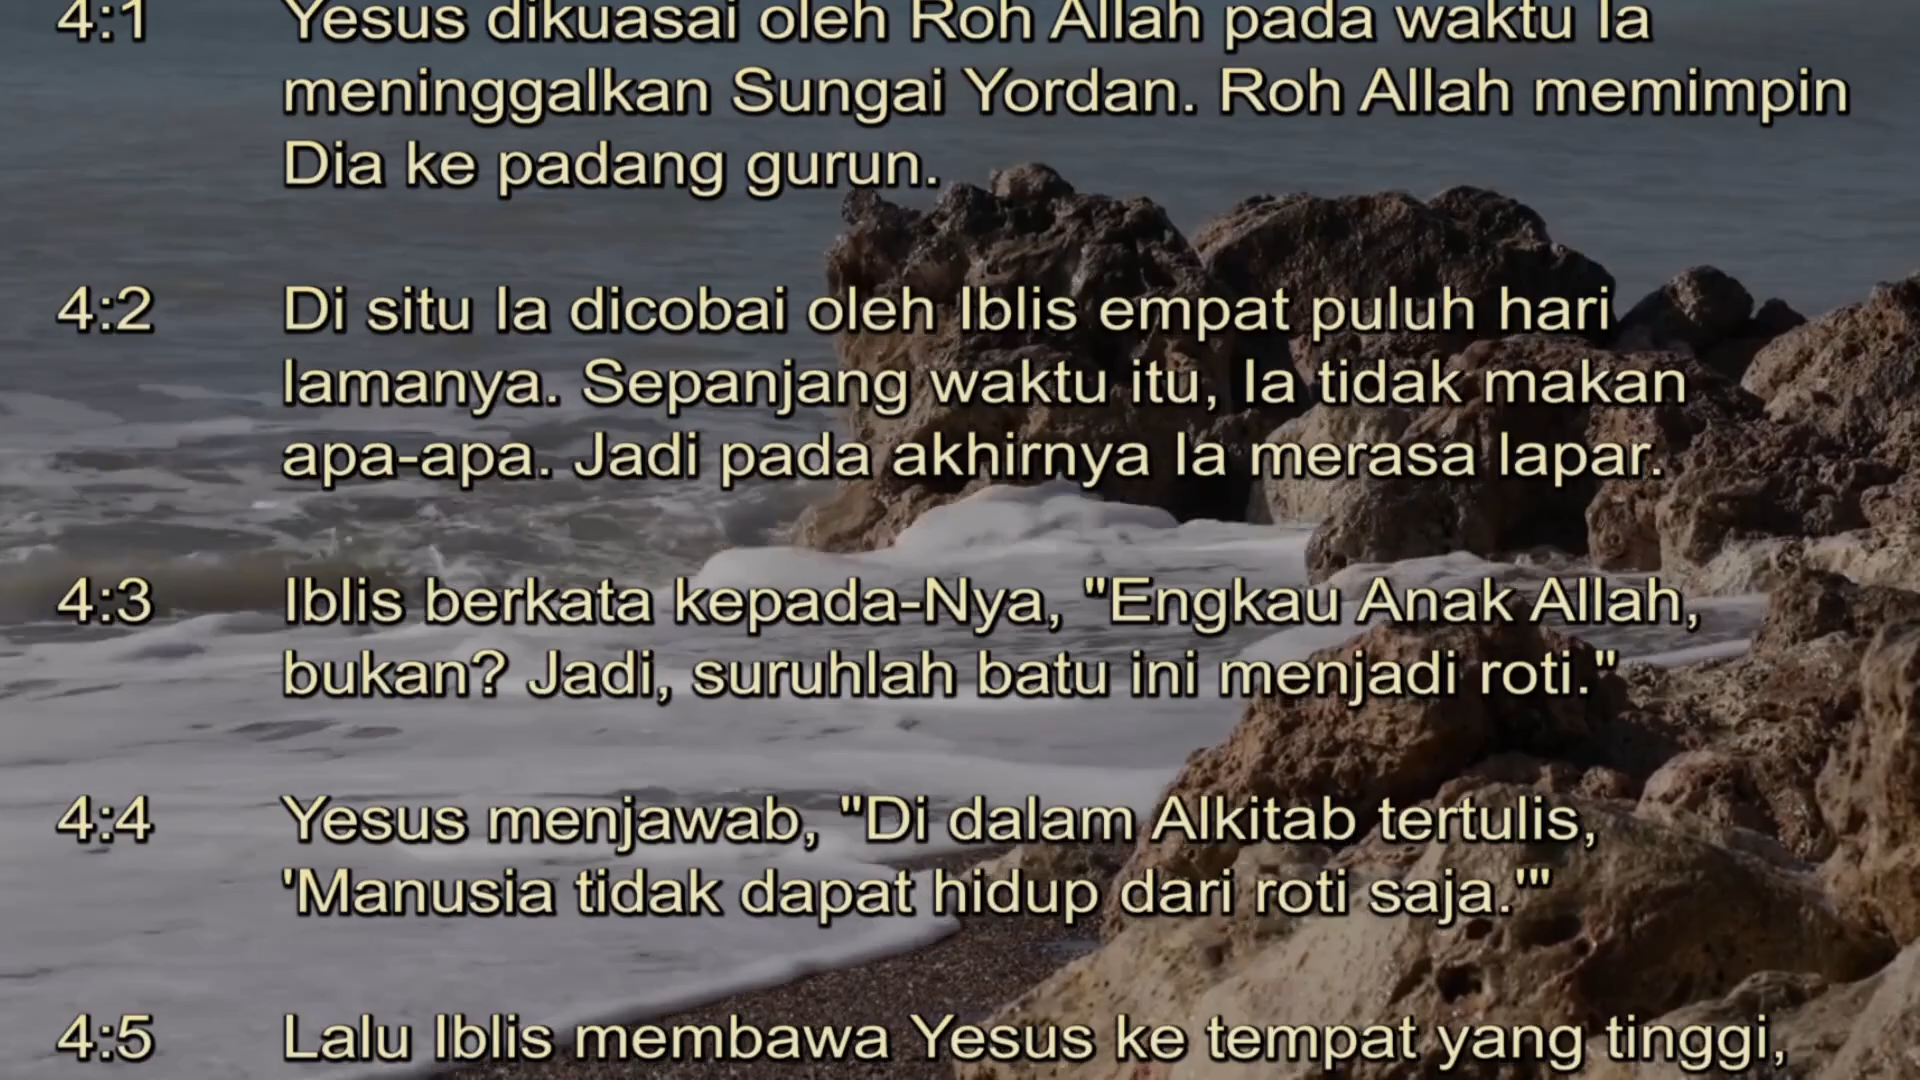 4:1 Yesus dikuasai oleh Roh Allah pada waktu Ia
meninggalkan Sungai Yordan. Roh Allah memimpin
Dia ke padang gurun.
4:2 Di situ Ia dicobai oleh Iblis empat puluh hari
lamanya. Sepanjang waktu itu, Ia tidak makan
apa-apa. Jadi pada akhirnya Ia merasa lapar.
4:3 Iblis berkata kepada-Nya, "Engkau Anak Allah,
bukan? Jadi, suruhlah batu ini menjadi roti."
4:4 Yesus menjawab, "Di dalam Alkitab tertulis,
'Manusia tidak dapat hidup dari roti saja.'"
4:5 Lalu Iblis membawa Yesus ke tempat yang tinggi,